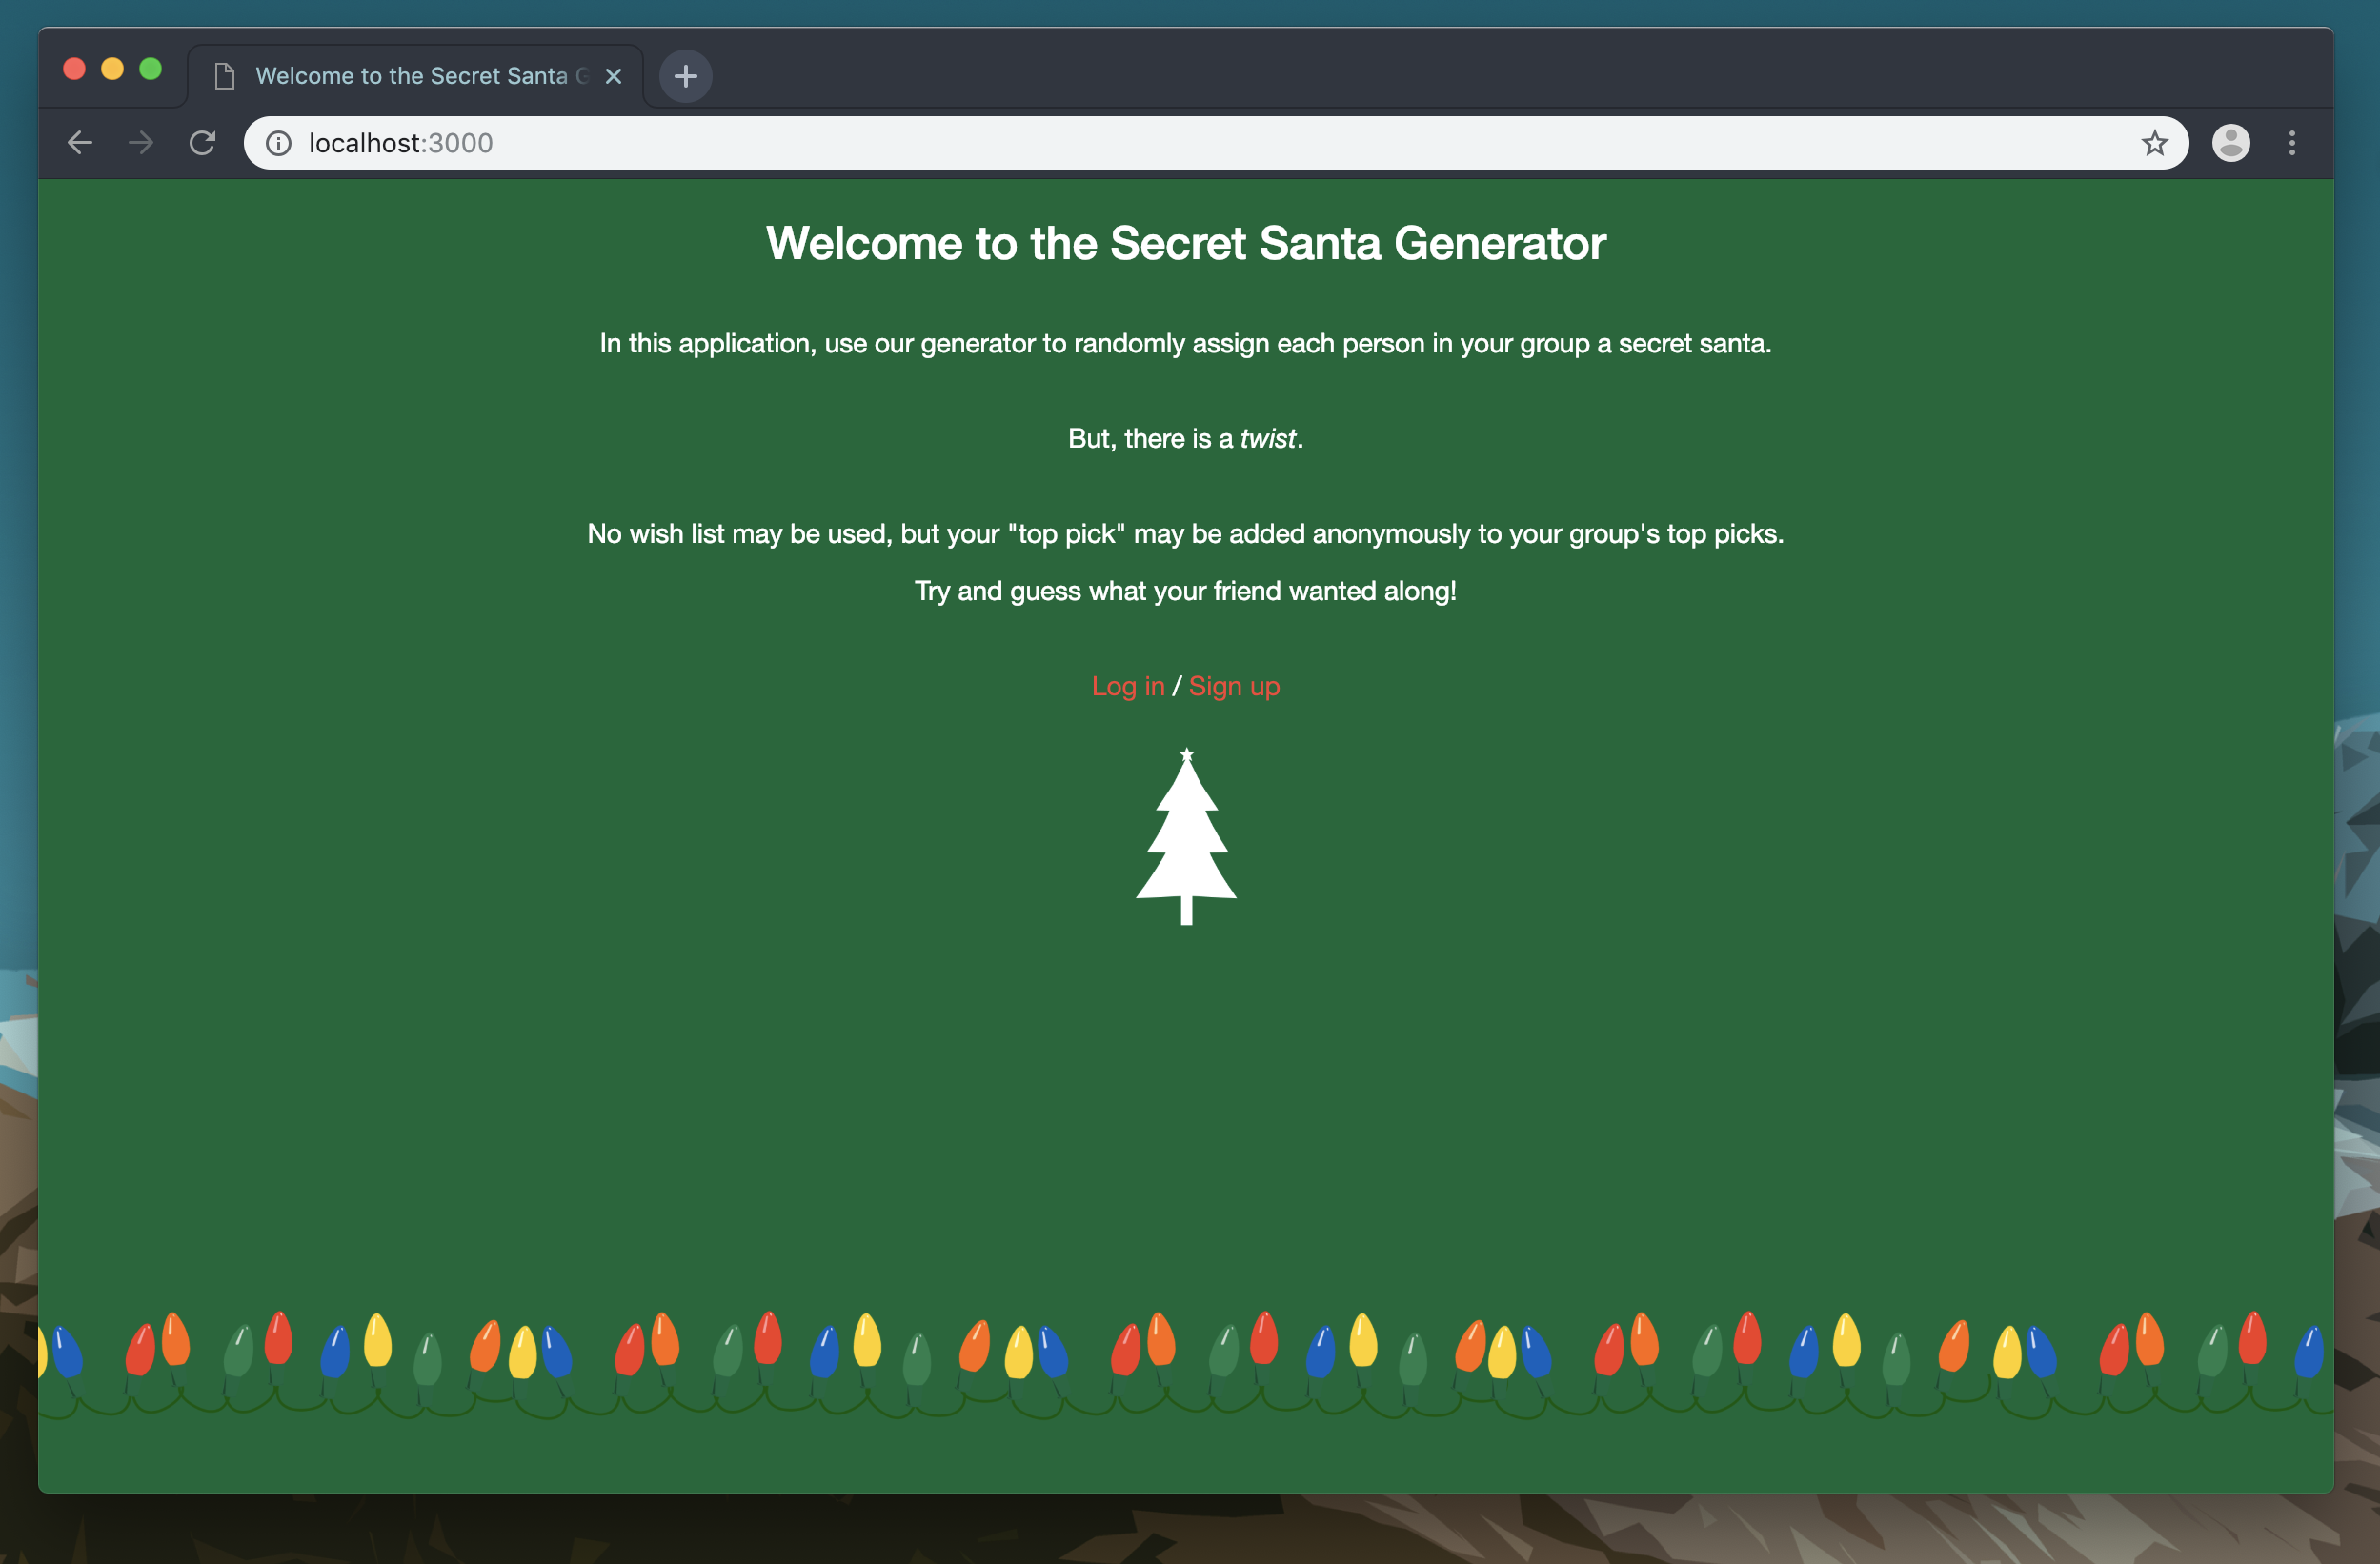 Welcome to the Secret Santa G
localhost:3000
Welcome to the Secret Santa Generator
In this application, use our generator to randomly assign each person in your group a secret santa.
But, there is a twist.
No wish list may be used, but your "top pick" may be added anonymously to your group's top picks.
Try and guess what your friend wanted along!
Log in / Sign up